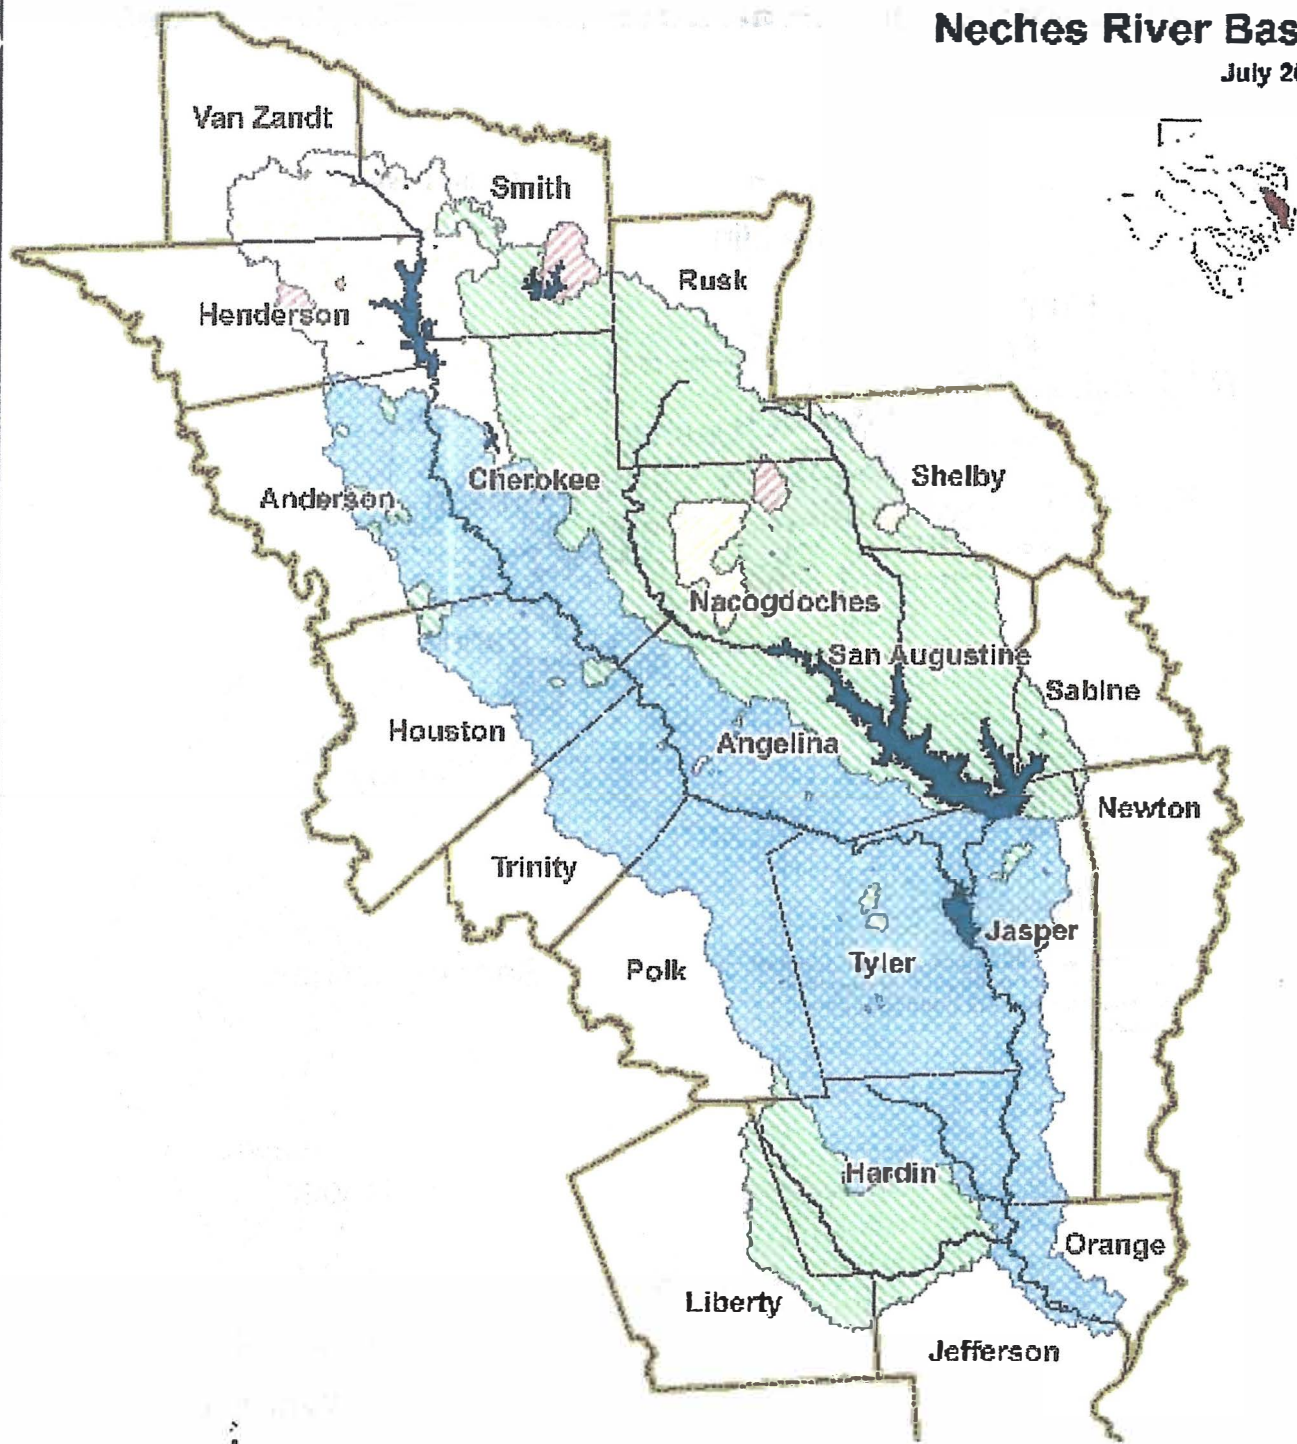 Neches River Bas
July 20
Van Zandt
Smith
Rusk
Henderson
Shelby
Cherokee
Anderson
Nacogdoches
San Augustine
Sabine
Houston
Angelina
Newton
Trinity
Jasper
Tyler
Polk
Hardin
Orange
Liberty
Jefferson